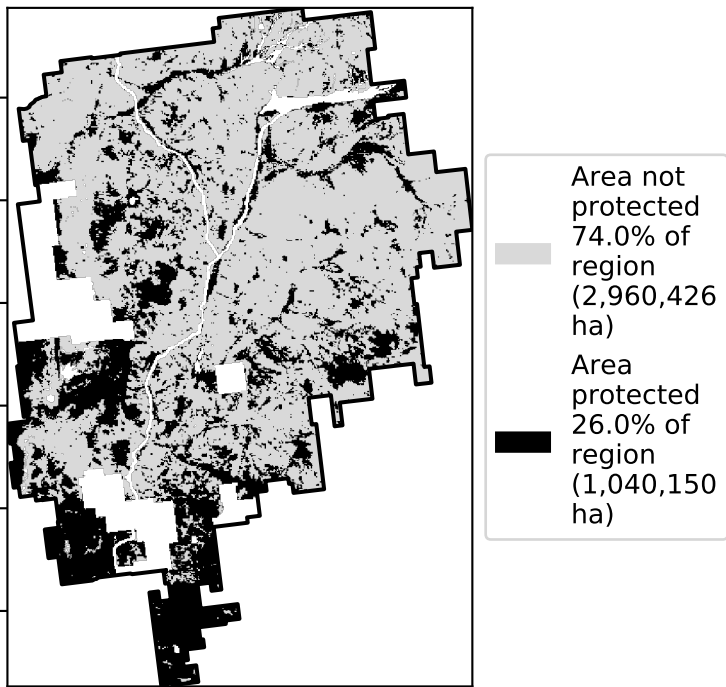 Area not
protected
74.0% of
region
(2,960,426
ha)
Area
protected
26.0% of
region
(1,040,150
ha)